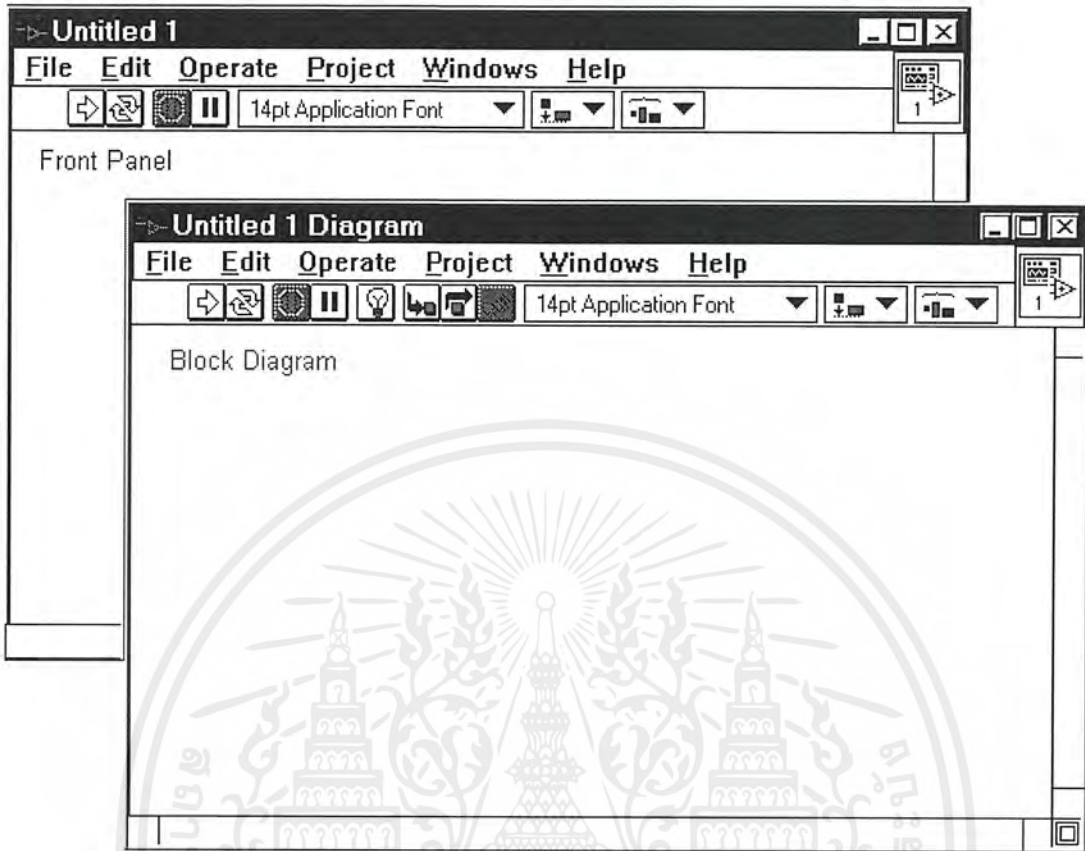 Untitled 1
File Edit Operate Project Windows Help
14pt Application Font
1
Front Panel
Untitled 1 Diagram
File Edit Operate Project Windows Help
14pt Application Font
1
Block Diagram